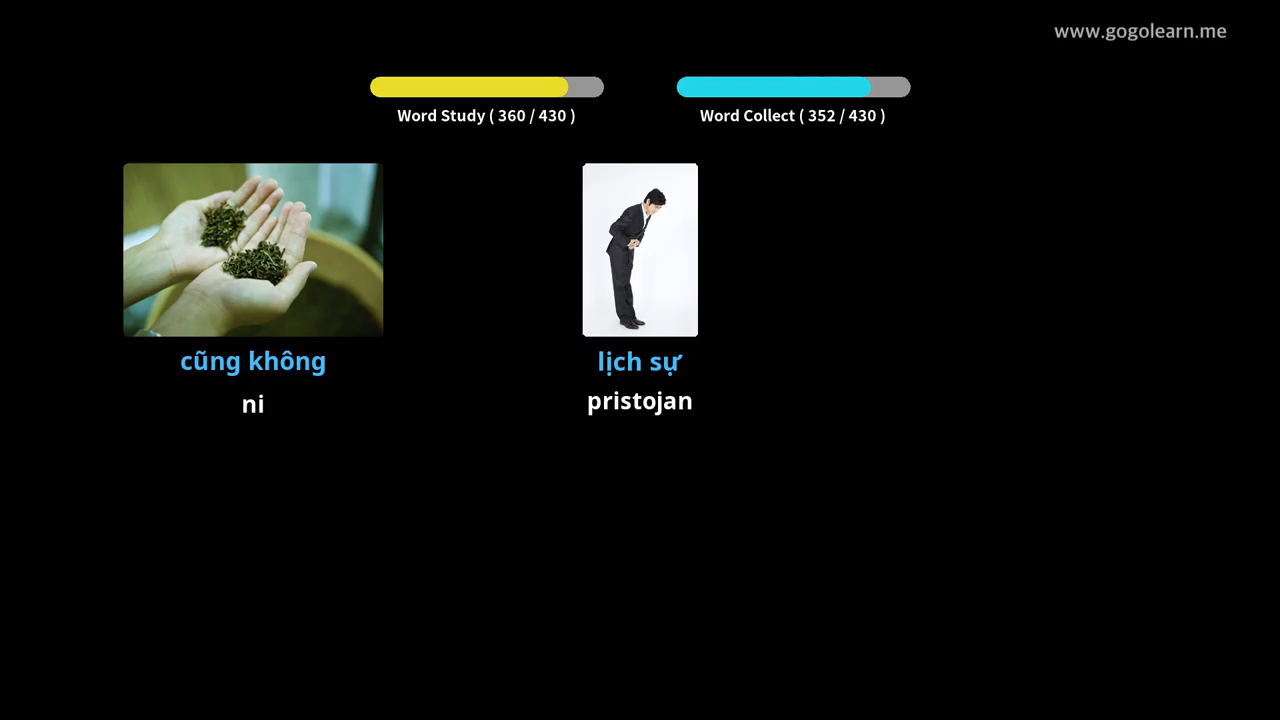 www.gogolearn.me
Word Study ( 360 / 430 )
Word Collect ( 352 / 430 )
cũng không
ni
lịch sự
pristojan